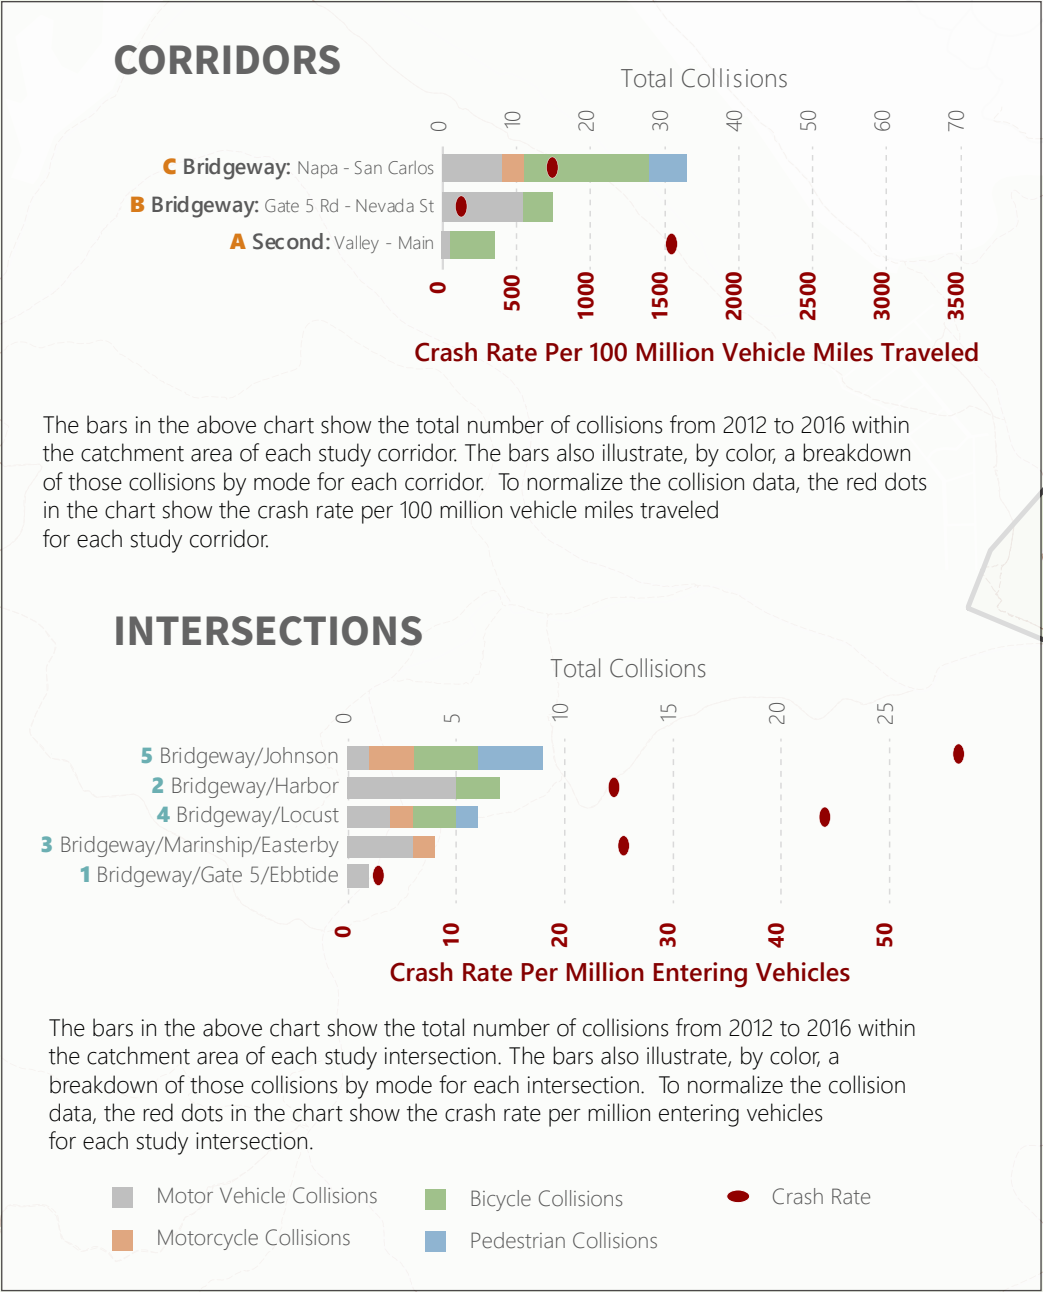 CORRIDORS
Total Collisions
0 10 20 30 40 50 60 70
C Bridgeway: Napa - San Carlos
B Bridgeway: Gate 5 Rd - Nevada St
A Second: Valley - Main
0 500 1000 1500 2000 2500 3000 3500
Crash Rate Per 100 Million Vehicle Miles Traveled
The bars in the above chart show the total number of collisions from 2012 to 2016 within
the catchment area of each study corridor. The bars also illustrate, by color, a breakdown
of those collisions by mode for each corridor.  To normalize the collision data, the red dots
in the chart show the crash rate per 100 million vehicle miles traveled
for each study corridor.
INTERSECTIONS
Total Collisions
0 5 10 15 20 25
5 Bridgeway/Johnson
2 Bridgeway/Harbor
4 Bridgeway/Locust
3 Bridgeway/Marinship/Easterby
1 Bridgeway/Gate 5/Ebbtide
0 10 20 30 40 50
Crash Rate Per Million Entering Vehicles
The bars in the above chart show the total number of collisions from 2012 to 2016 within
the catchment area of each study intersection. The bars also illustrate, by color, a
breakdown of those collisions by mode for each intersection.  To normalize the collision
data, the red dots in the chart show the crash rate per million entering vehicles
for each study intersection.
Motor Vehicle Collisions
Bicycle Collisions
Crash Rate
Motorcycle Collisions
Pedestrian Collisions